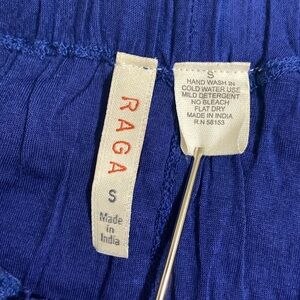 RAGA
S
Made
in
India
S
HAND WASH IN
COLD WATER USE
MILD DETERGENT
NO BLEACH
FLAT DRY
MADE IN INDIA
R.N 58153